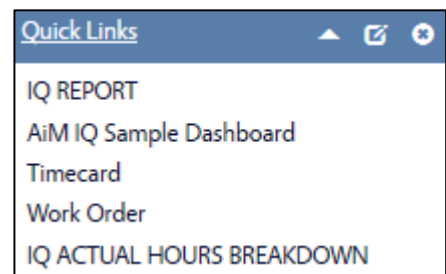 Quick Links
IQ REPORT
AiM IQ Sample Dashboard
Timecard
Work Order
IQ ACTUAL HOURS BREAKDOWN